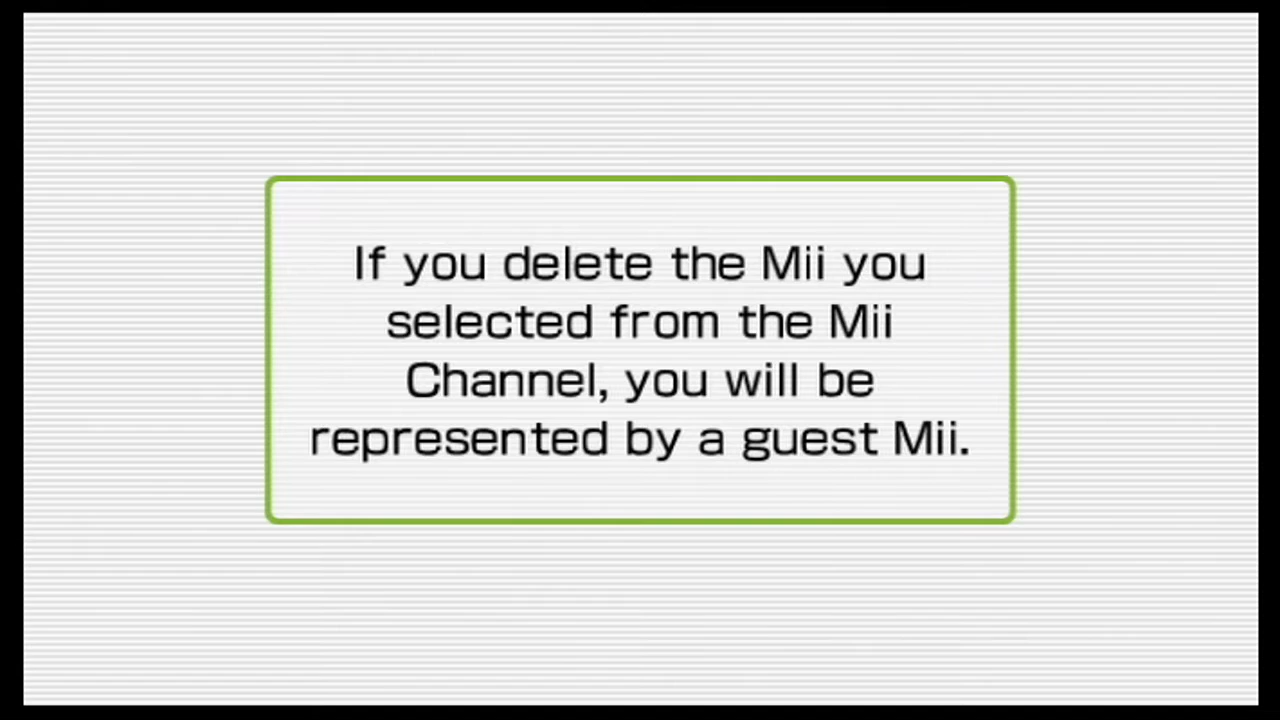 If you delete the Mii you
selected from the Mii
Channel, you will be
represented by a guest Mii.